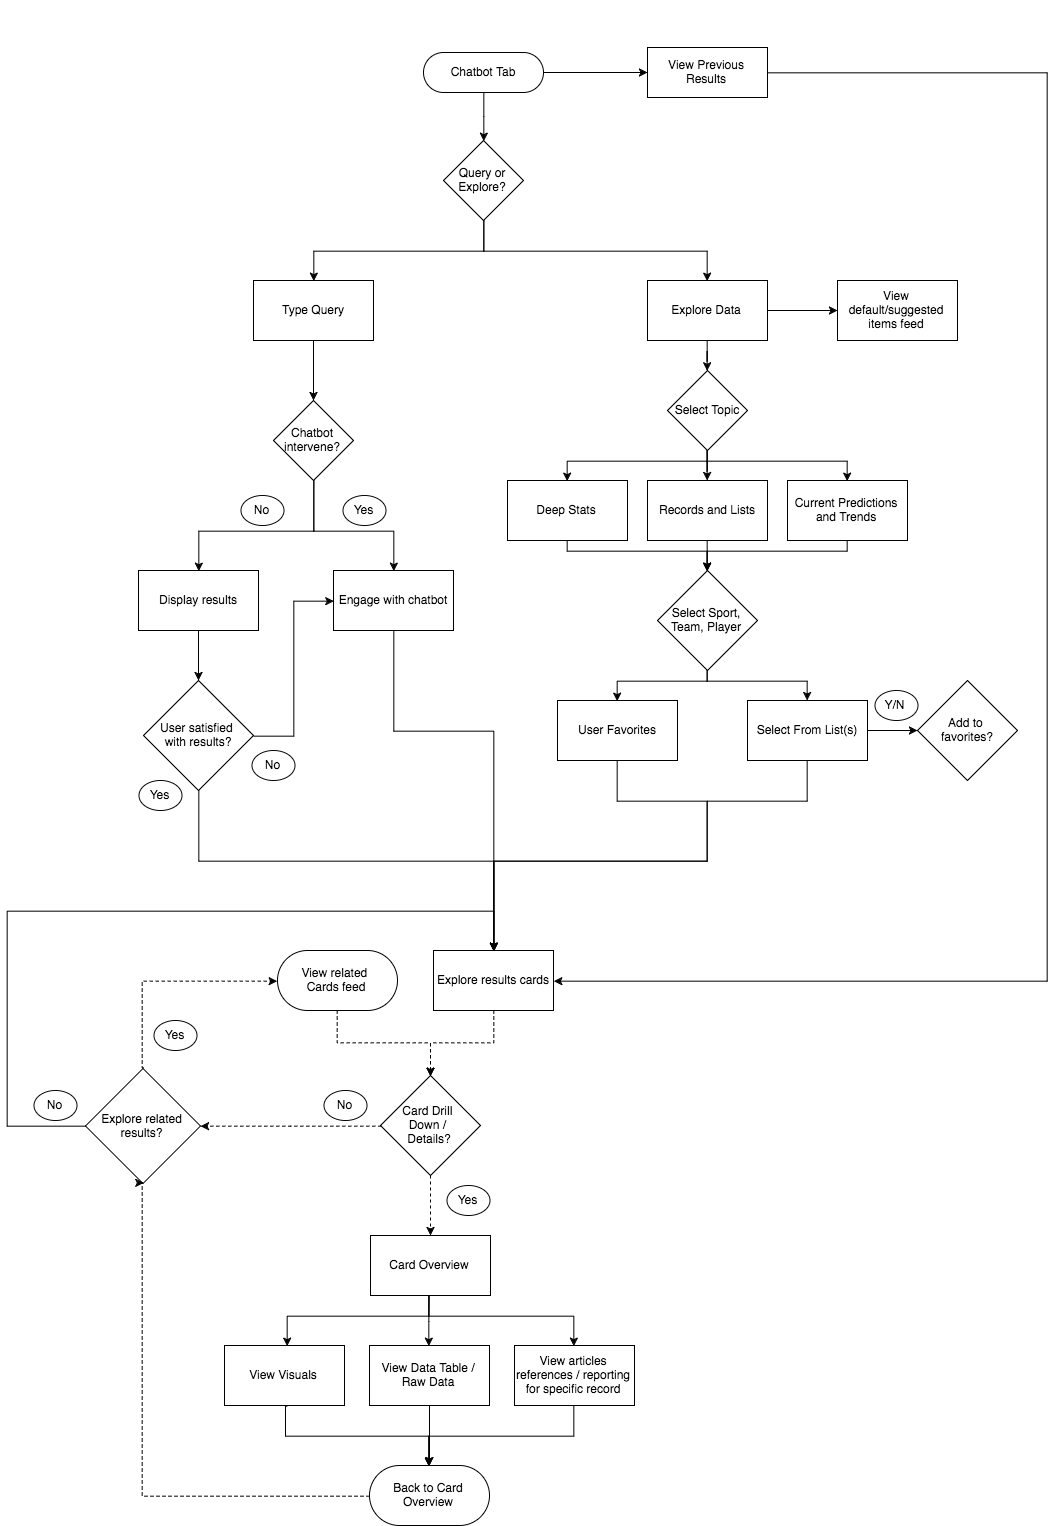 Chatbot Tab
View Previous
Results
Query or
Explore?
Type Query
Explore Data
View
default/suggested
items feed
Chatbot
intervene?
Select Topic
No
Yes
Deep Stats
Records and Lists
Current Predictions
and Trends
Display results
Engage with chatbot
Select Sport,
Team, Player
User satisfied
with results?
No
Yes
User Favorites
Select From List(s)
Y/N
Add to
favorites?
View related
Cards feed
Explore results cards
Yes
No
Explore related
results?
No
Card Drill
Down /
Details?
Yes
Card Overview
View Visuals
View Data Table /
Raw Data
View articles
references / reporting
for specific record
Back to Card
Overview